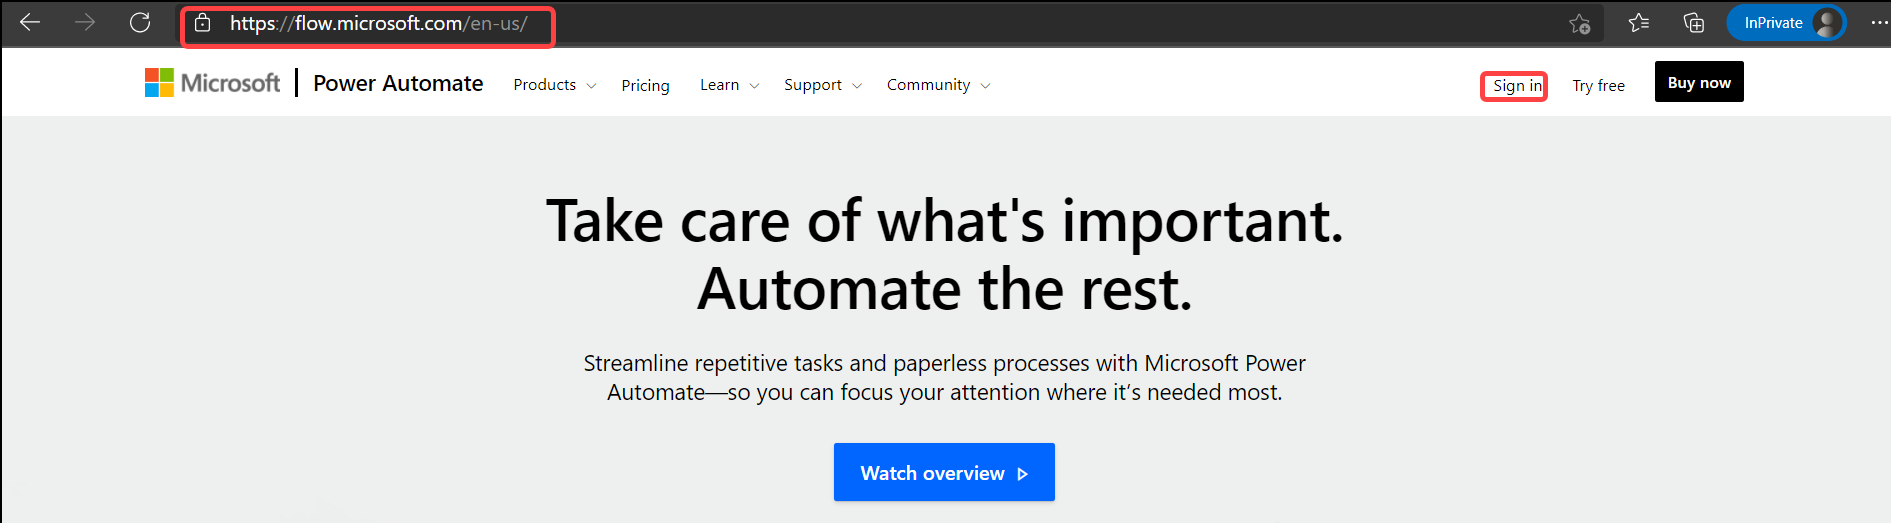 https://flow.microsoft.com/en-us/
InPrivate
Microsoft | Power Automate Products Pricing Learn Support Community Sign in Try free Buy now
Take care of what's important.
Automate the rest.
Streamline repetitive tasks and paperless processes with Microsoft Power
Automate—so you can focus your attention where it’s needed most.
Watch overview